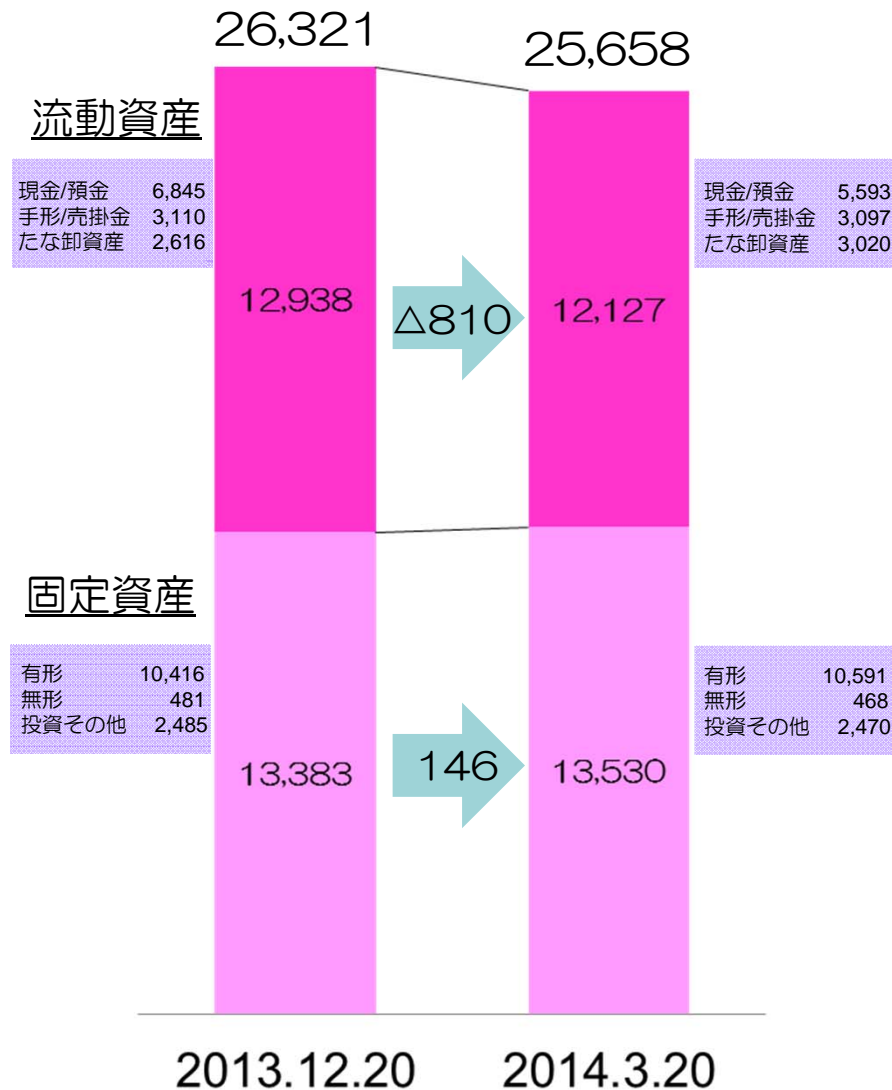 26,321
25,658
流動資産
現金/預金 6,845
手形/売掛金 3,110
たな卸資産 2,616
現金/預金 5,593
手形/売掛金 3,097
たな卸資産 3,020
12,938
△810
12,127
固定資産
有形 10,416
無形 481
投資その他 2,485
有形 10,591
無形 468
投資その他 2,470
13,383
146
13,530
2013.12.20
2014.3.20